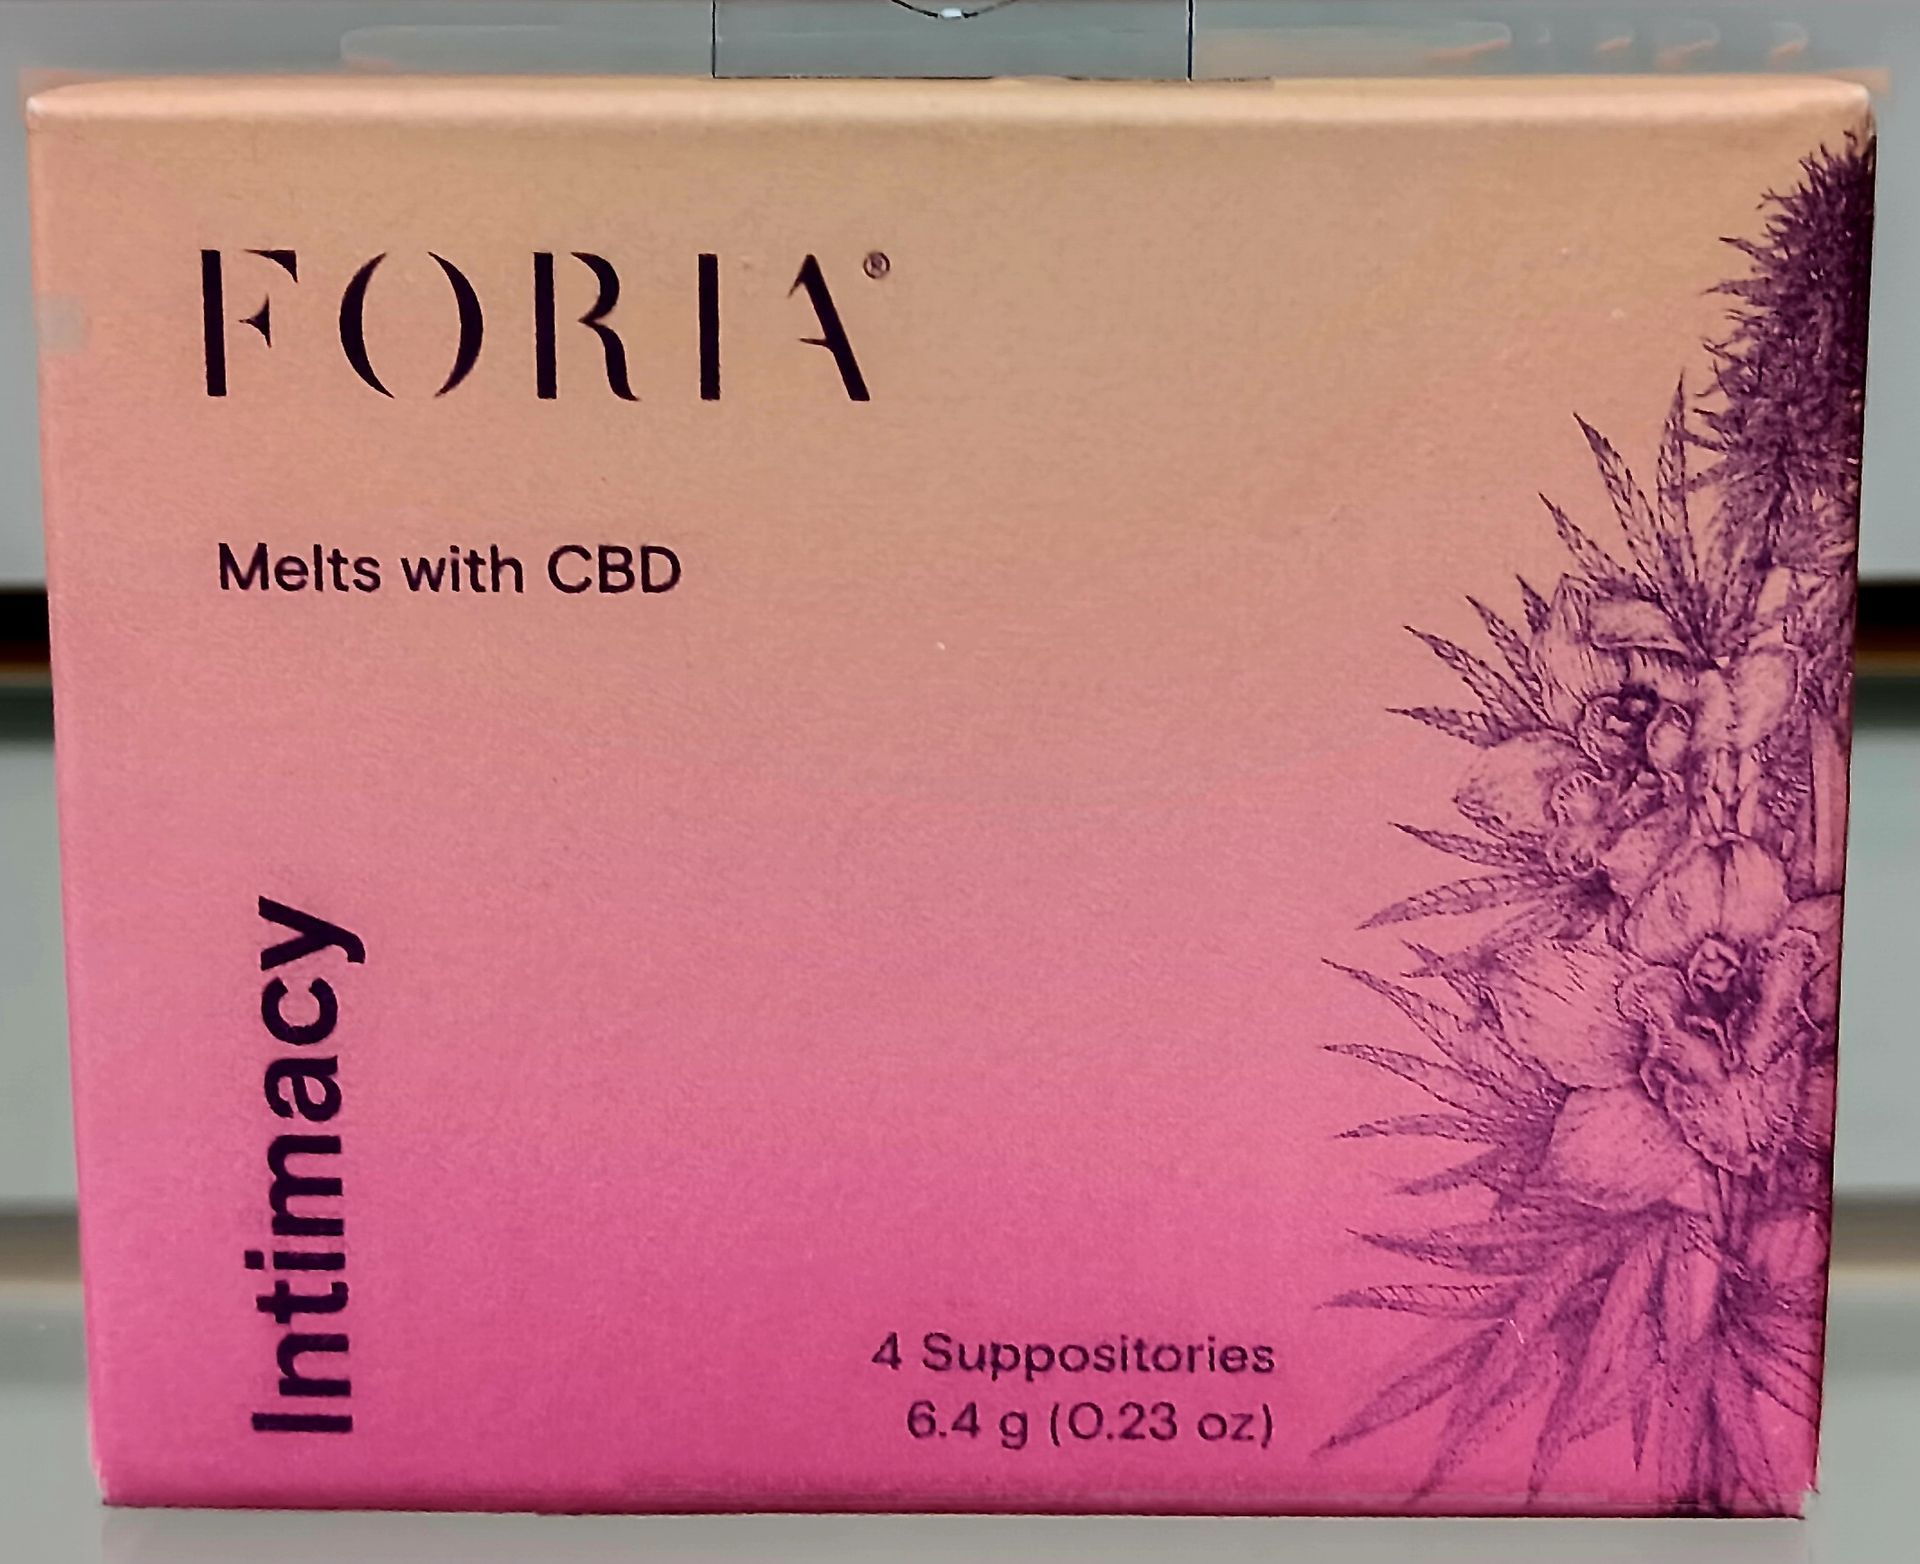 FORIA®
Melts with CBD
Intimacy
4 Suppositories
6.4 g (0.23 oz)